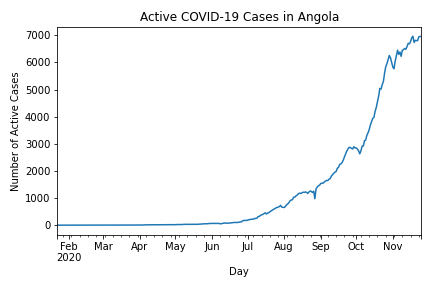 Active COVID-19 Cases in Angola
Number of Active Cases
7000
6000
5000
4000
3000
2000
1000
0
Feb Mar Apr May Jun Jul Aug Sep Oct Nov
2020
Day